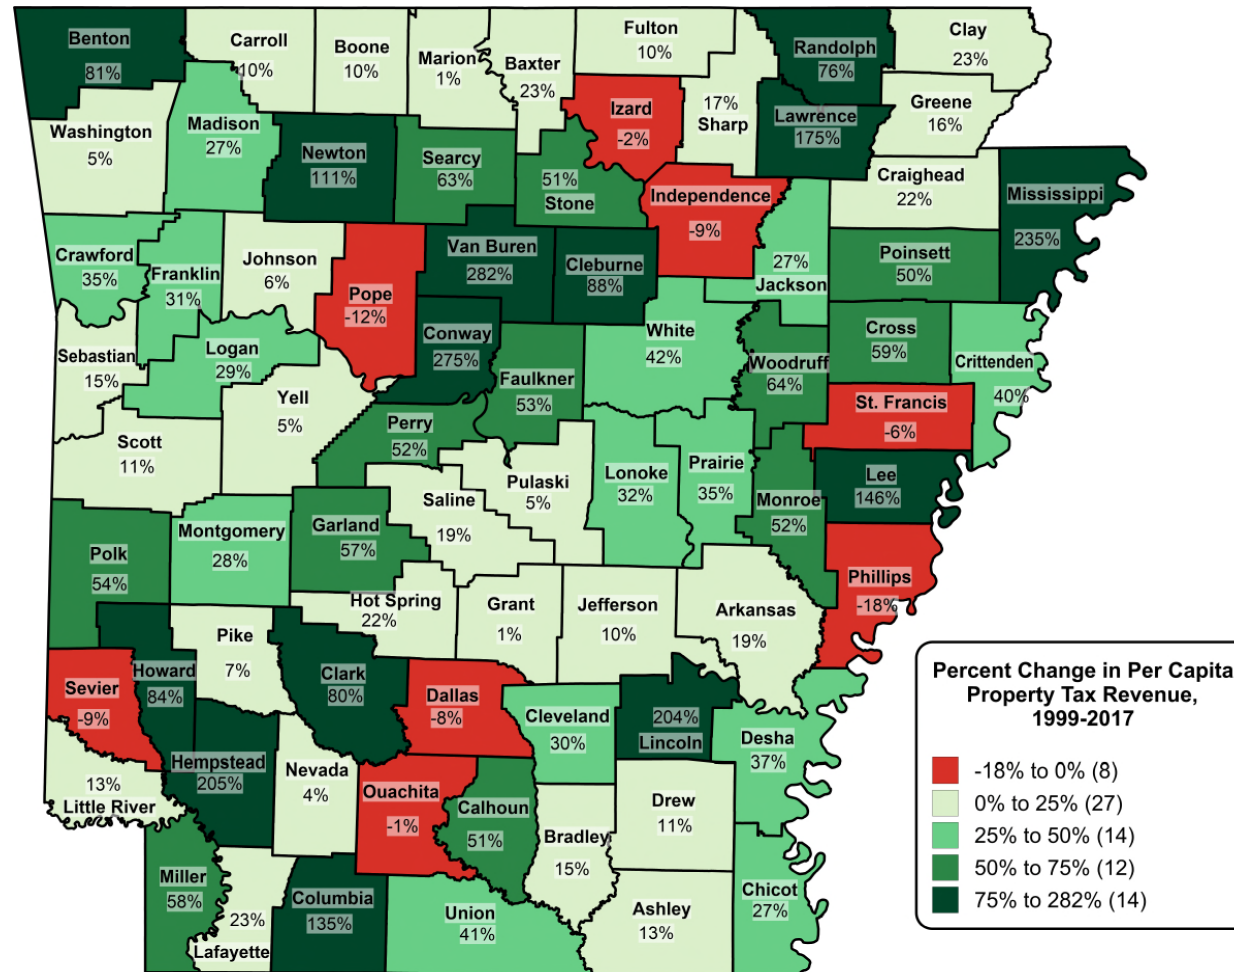 Benton
81%
Carroll
10%
Boone
10%
Marion
1%
Baxter
23%
Fulton
10%
Randolph
76%
Clay
23%
Washington
5%
Madison
27%
Newton
111%
Searcy
63%
51%
Stone
Izard
-2%
17%
Sharp
Lawrence
175%
Greene
16%
Independence
-9%
Craighead
22%
Mississippi
235%
Crawford
35%
Franklin
31%
Johnson
6%
Pope
-12%
Van Buren
282%
Cleburne
88%
27%
Jackson
Poinsett
50%
Sebastian
15%
Logan
29%
Conway
275%
Faulkner
53%
White
42%
Woodruff
64%
Cross
59%
Crittenden
40%
Scott
11%
Yell
5%
Perry
52%
St. Francis
-6%
Saline
19%
Pulaski
5%
Lonoke
32%
Prairie
35%
Monroe
52%
Lee
146%
Polk
54%
Montgomery
28%
Garland
57%
Phillips
-18%
Hot Spring
22%
Grant
1%
Jefferson
10%
Arkansas
19%
Sevier
-9%
Howard
84%
Pike
7%
Clark
80%
Dallas
-8%
Cleveland
30%
204%
Lincoln
Desha
37%
13%
Little River
Hempstead
205%
Nevada
4%
Ouachita
-1%
Calhoun
51%
Bradley
15%
Drew
11%
Miller
58%
23%
Lafayette
Columbia
135%
Union
41%
Ashley
13%
Chicot
27%
Percent Change in Per Capita
Property Tax Revenue,
1999-2017
-18% to 0% (8)
0% to 25% (27)
25% to 50% (14)
50% to 75% (12)
75% to 282% (14)